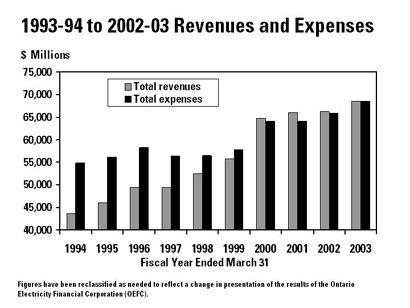 1993-94 to 2002-03 Revenues and Expenses
$ Millions
75,000
70,000
65,000
60,000
55,000
50,000
45,000
40,000
Total revenues
Total expenses
1994 1995 1996 1997 1998 1999 2000 2001 2002 2003
Fiscal Year Ended March 31
Figures have been reclassified as needed to reflect a change in presentation of the results of the Ontario
Electricity Financial Corporation (OEFC).